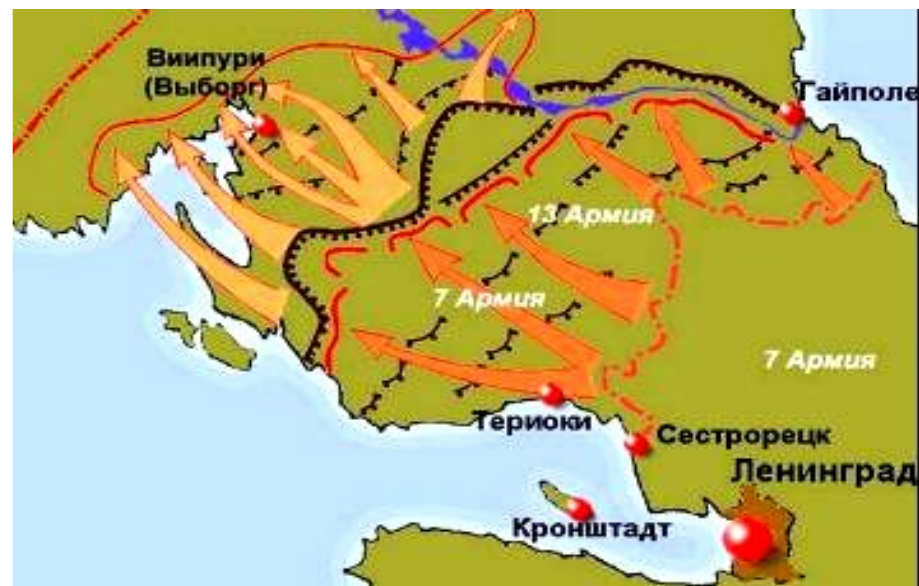 Виипури
(Выборг)
Гайполе
13 Армия
7 Армия
7 Армия
Териоки
Сестрорецк
Ленинград
Кронштадт